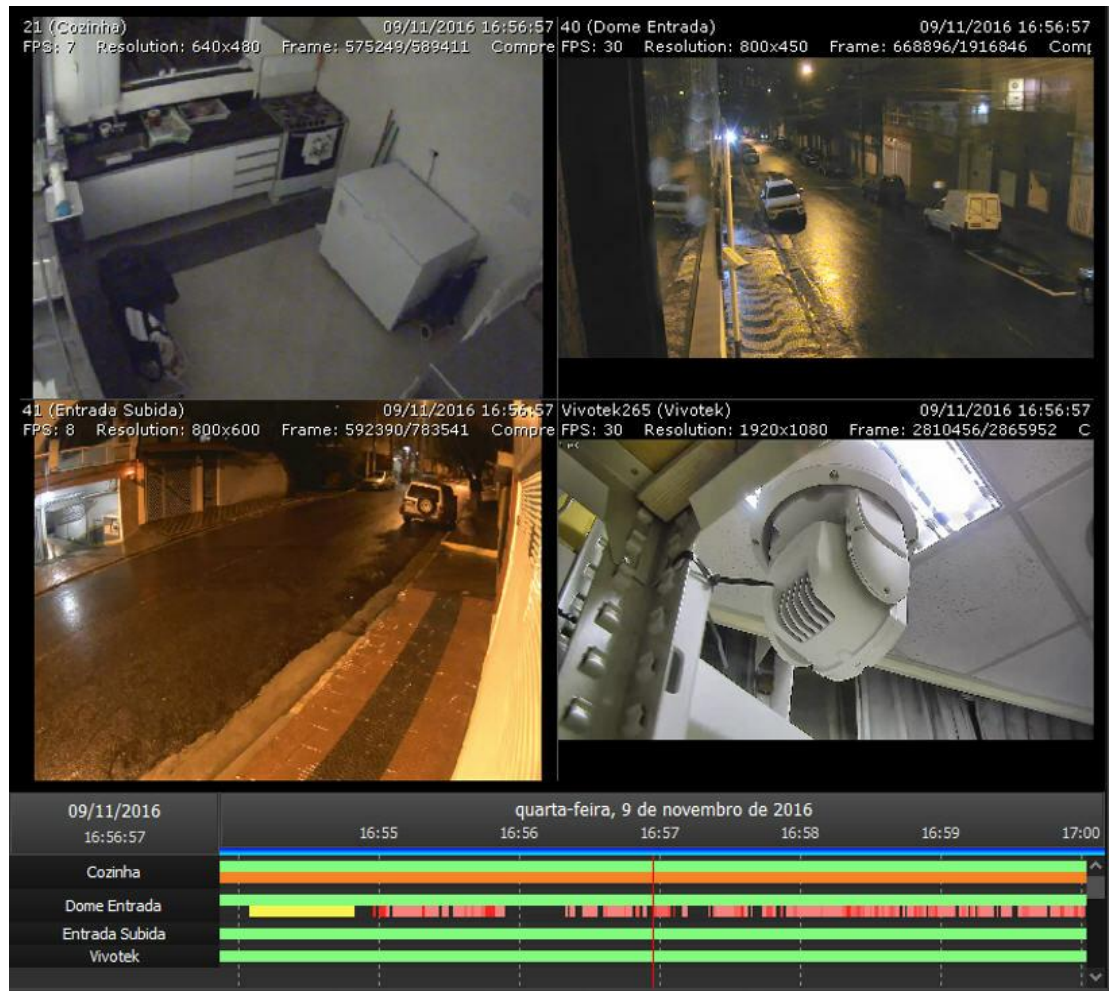 21 (Cozinha) 09/11/2016 16:56:57
FPS: 7 Resolution: 640x480 Frame: 575249/589411 Compre
40 (Dome Entrada) 09/11/2016 16:56:57
FPS: 30 Resolution: 800x450 Frame: 668896/1916846 Comp
41 (Entrada Subida) 09/11/2016 16:56:57
FPS: 8 Resolution: 800x600 Frame: 592390/783541 Compre
Vivotek265 (Vivotek) 09/11/2016 16:56:57
FPS: 30 Resolution: 1920x1080 Frame: 2810456/2865952 C
09/11/2016
16:56:57
quarta-feira, 9 de novembro de 2016
16:55 16:56 16:57 16:58 16:59 17:00
Cozinha
Dome Entrada
Entrada Subida
Vivotek